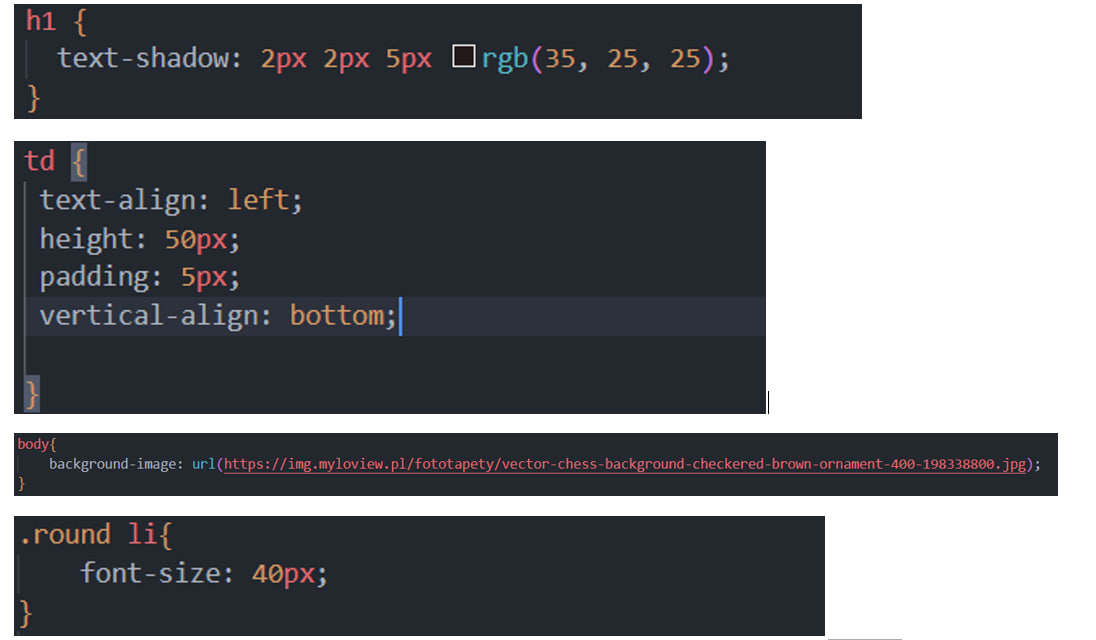 h1 {
text-shadow: 2px 2px 5px rgb(35, 25, 25);
}
td {
text-align: left;
height: 50px;
padding: 5px;
vertical-align: bottom;
}
body{
background-image: url(https://img.myloview.pl/fototapety/vector-chess-background-checkered-brown-ornament-400-198338800.jpg);
}
.round li{
font-size: 40px;
}